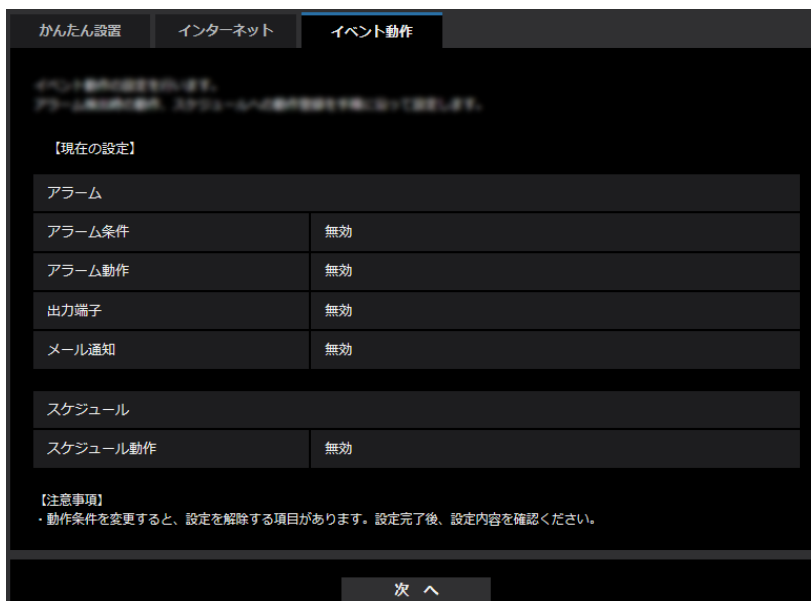 かんたん設置 インターネット イベント動作
【現在の設定】
アラーム
アラーム条件 無効
アラーム動作 無効
出力端子 無効
メール通知 無効
スケジュール
スケジュール動作 無効
【注意事項】
・動作条件を変更すると、設定を解除する項目があります。設定完了後、設定内容を確認ください。
次 へ